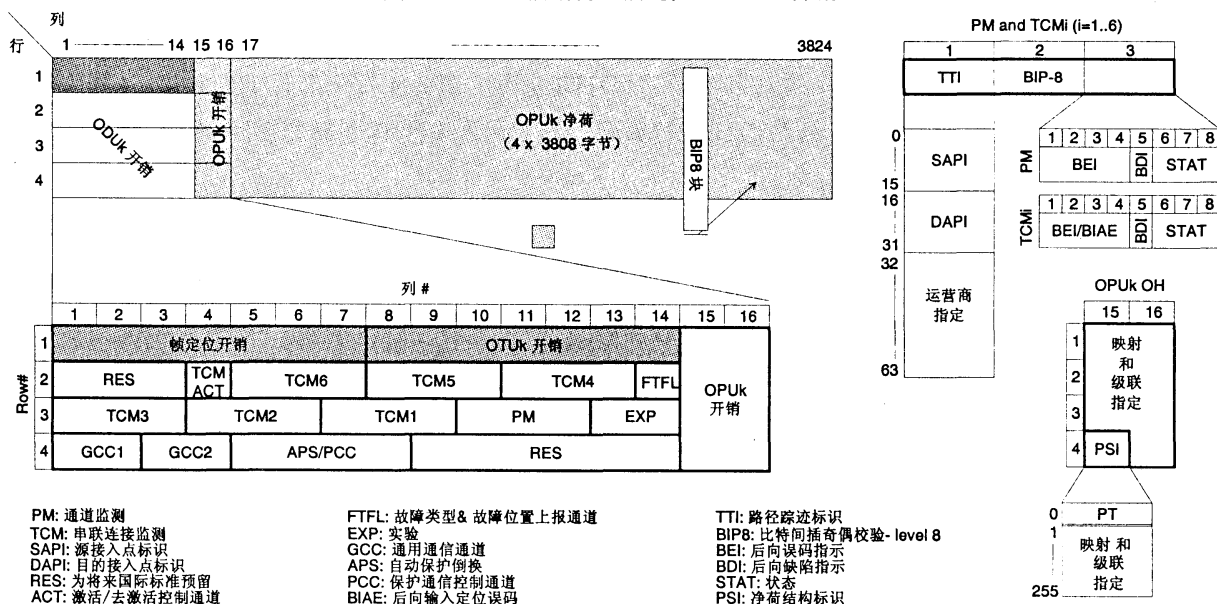 列
行
1 14 15 16 17 3824
1
2
3
4
ODUk 开销
OPUk 开销
OPUk 净荷
(4 x 3808 字节)
BIP8 块
列 #
1 2 3 4 5 6 7 8 9 10 11 12 13 14 15 16
Row#
1 帧定位开销 OTUk 开销
2 RES TCM ACT TCM6 TCM5 TCM4 FTFL
3 TCM3 TCM2 TCM1 PM EXP
4 GCC1 GCC2 APS/PCC RES
OPUk
开销
PM and TCMi (i=1..6)
1 2 3
TTI BIP-8
0
SAPI
15
16
DAPI
31
32
运营商
指定
63
PM
1 2 3 4 5 6 7 8
BEI BDI STAT
TCMi
1 2 3 4 5 6 7 8
BEI/BIAE BDI STAT
OPUk OH
15 16
1
2
3
4
映射
和
级联
指定
PSI
0 PT
1
映射 和
级联
指定
255
PM: 通道监测
TCM: 串联连接监测
SAPI: 源接入点标识
DAPI: 目的接入点标识
RES: 为将来国际标准预留
ACT: 激活/去激活控制通道
FTFL: 故障类型& 故障位置上报通道
EXP: 实验
GCC: 通用通信通道
APS: 自动保护倒换
PCC: 保护通信控制通道
BIAE: 后向输入定位误码
TTI: 路径踪迹标识
BIP8: 比特间插奇偶校验- level 8
BEI: 后向误码指示
BDI: 后向缺陷指示
STAT: 状态
PSI: 净荷结构标识